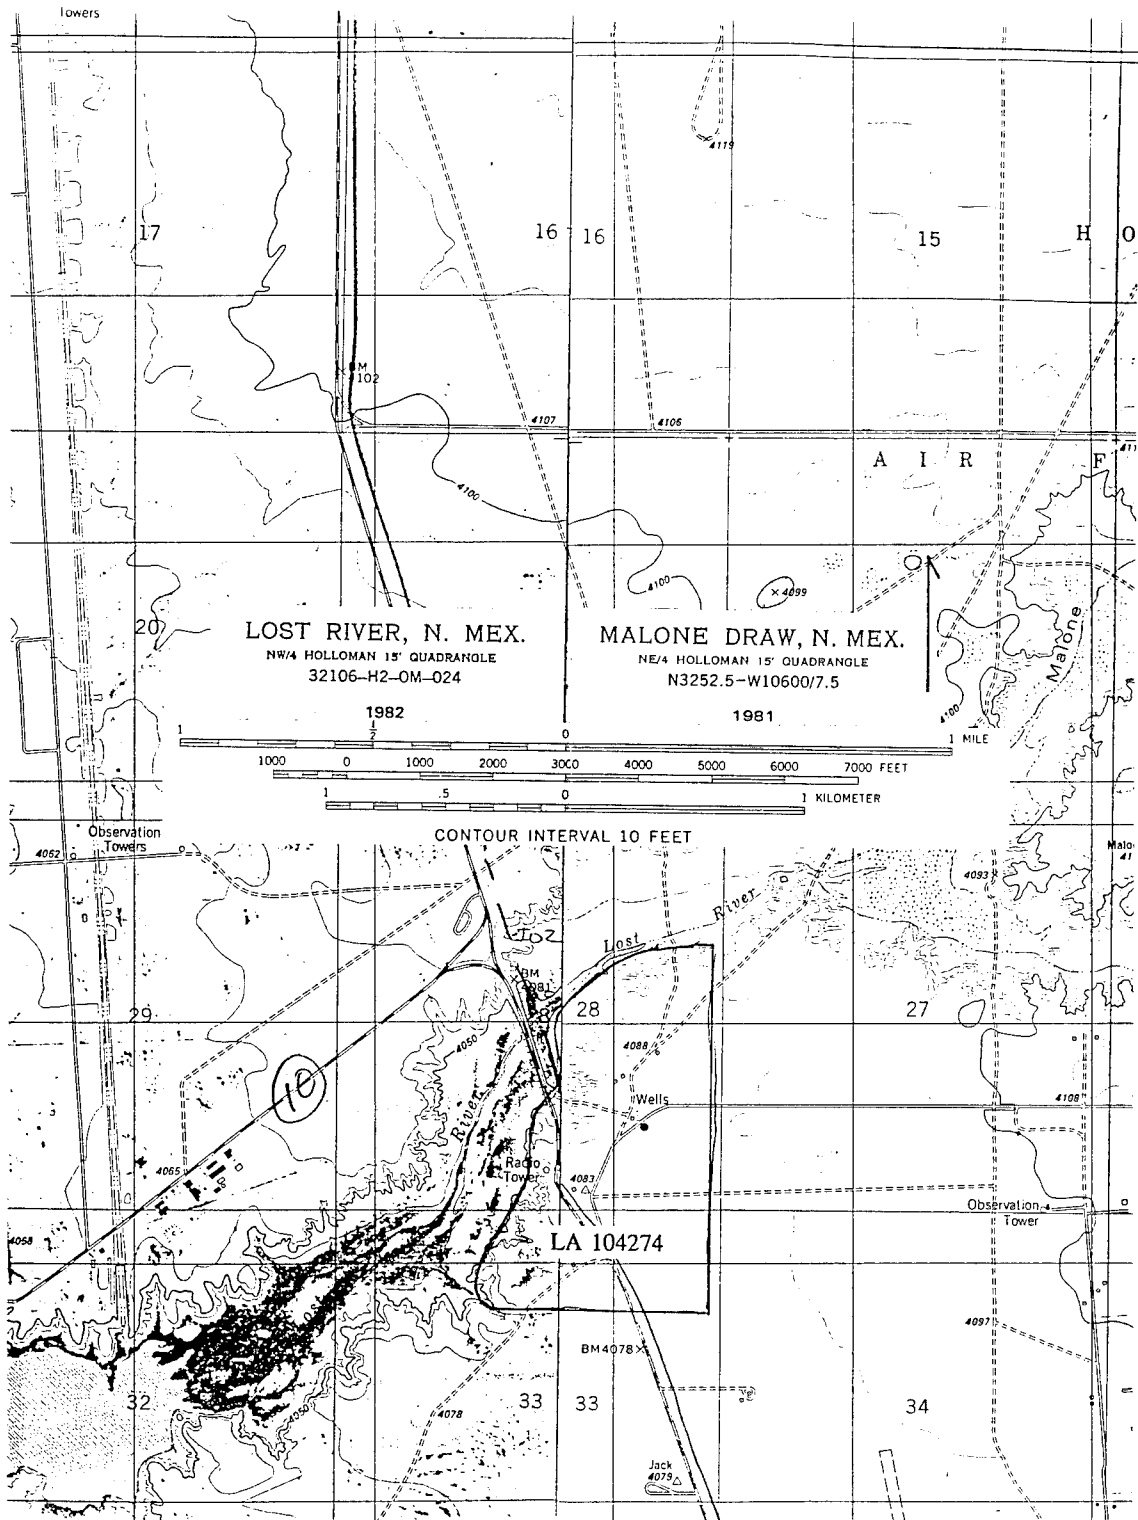 Towers
4119
17
16
16
15
H O
BM
102
4107
4106
411
A I R F
4100
4100
×4099
20
Malone
LOST RIVER, N. MEX.
NW/4 HOLLOMAN 15' QUADRANGLE
32106-H2-OM-024
1982
MALONE DRAW, N. MEX.
NE/4 HOLLOMAN 15' QUADRANGLE
N3252.5-W10600/7.5
1981
4100
1 1/2 0 1 MILE
1000 0 1000 2000 3000 4000 5000 6000 7000 FEET
1 .5 0 1 KILOMETER
CONTOUR INTERVAL 10 FEET
Observation
Towers
4062
4093
Malo
41
River
Lost
T02
BM
4081
29
28
27
4050
4088
10
River
Wells
4108
4065
Radio
Tower
4083
Observation
Tower
4058
LA 104274
4097
BM4078×
32
33
33
34
4050
4078
Jack
4079